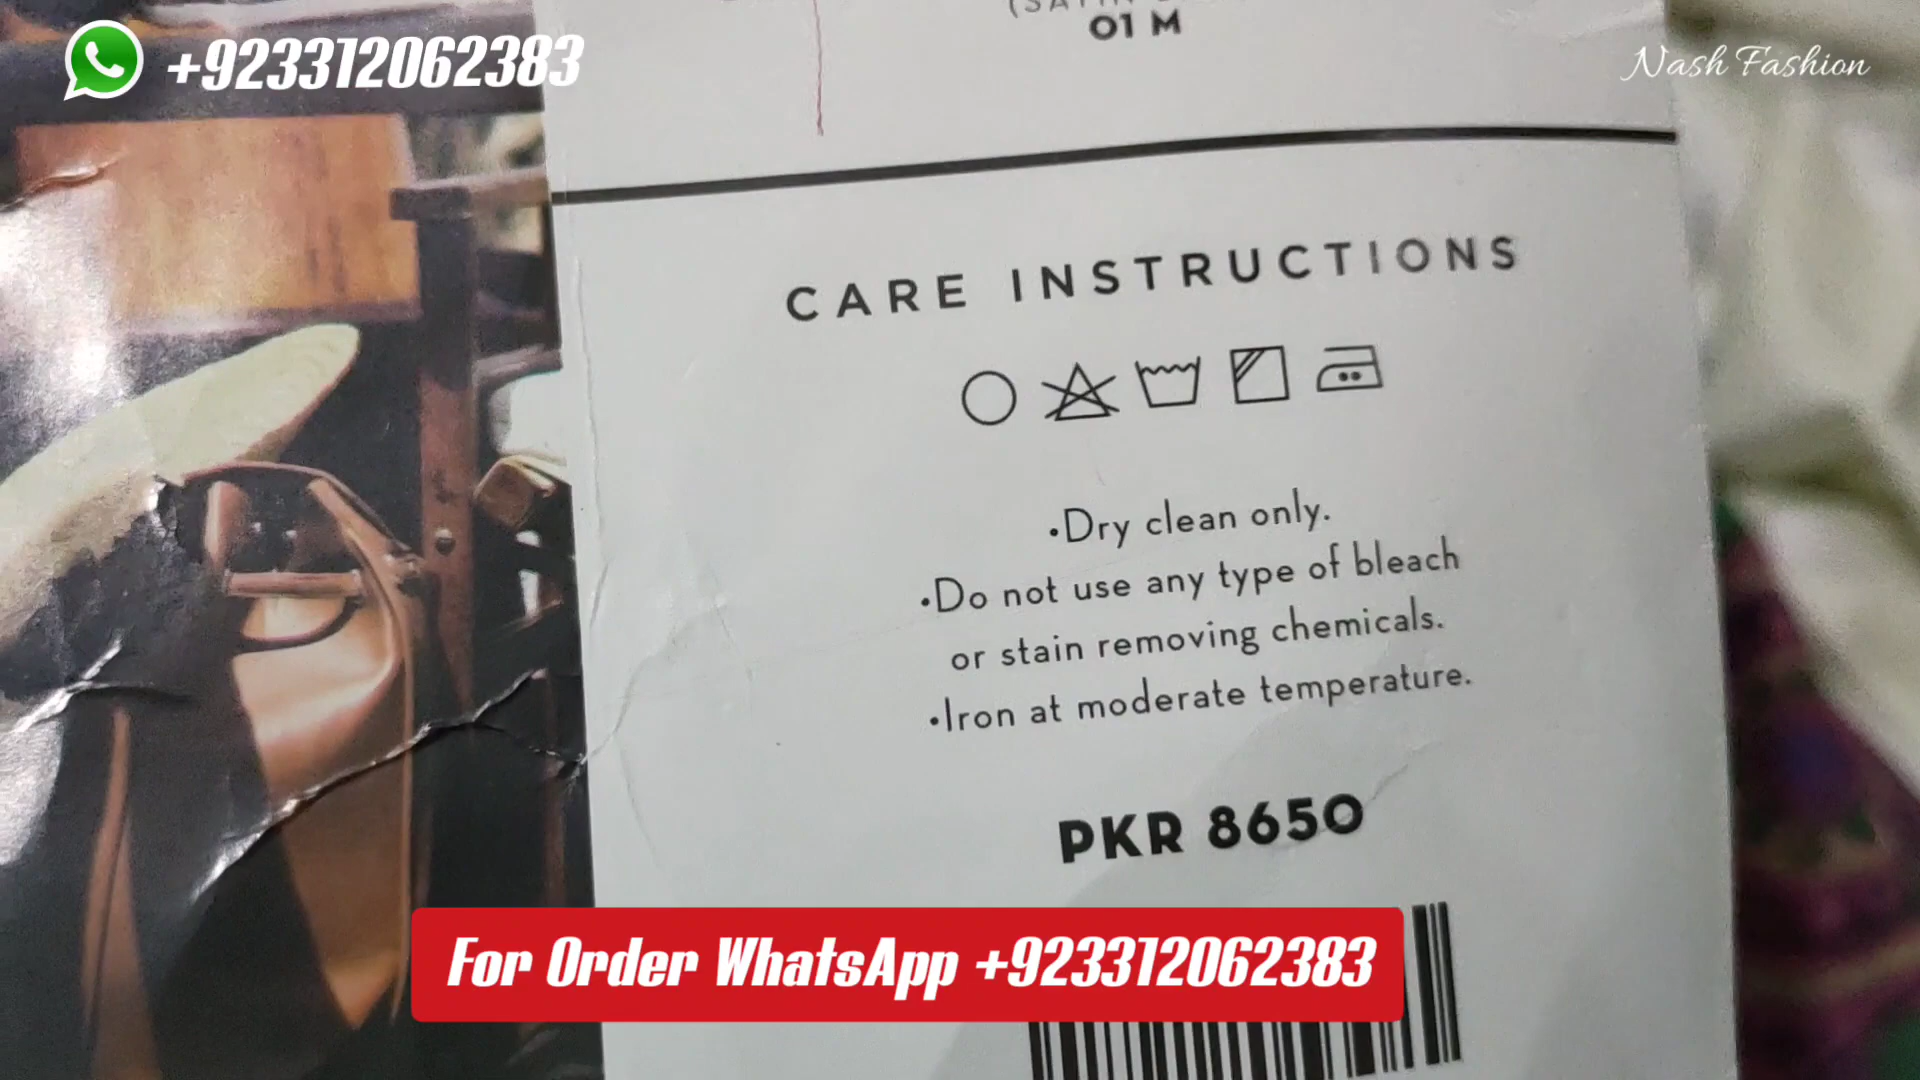 +923312062383
01 M
Nash Fashion
CARE INSTRUCTIONS
•Dry clean only.
•Do not use any type of bleach
or stain removing chemicals.
•Iron at moderate temperature.
PKR 8650
For Order WhatsApp +923312062383